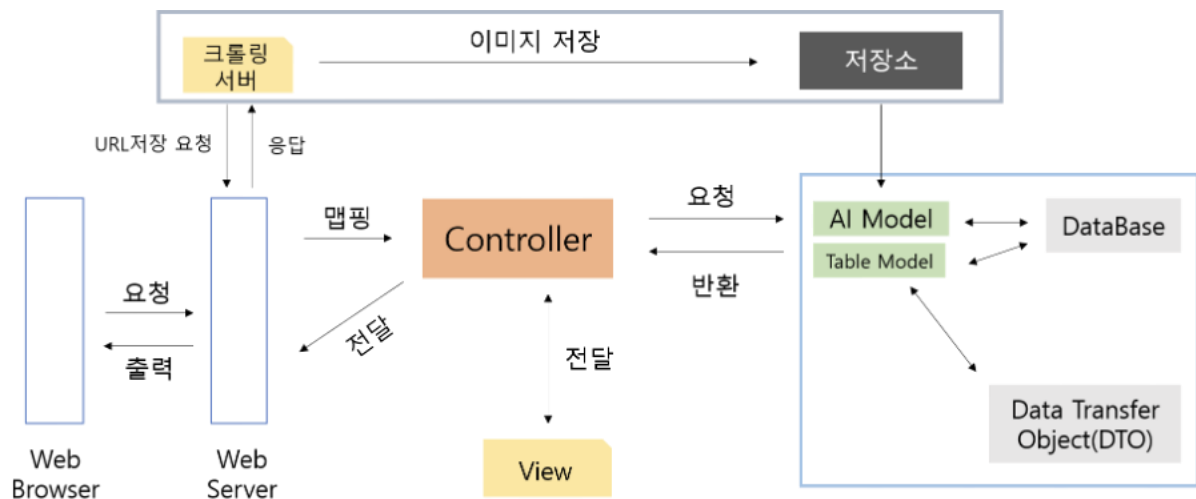 크롤링
서버
이미지 저장
저장소
URL저장 요청
응답
맵핑
Controller
요청
반환
AI Model
Table Model
DataBase
요청
출력
전달
전달
Data Transfer
Object(DTO)
Web
Browser
Web
Server
View